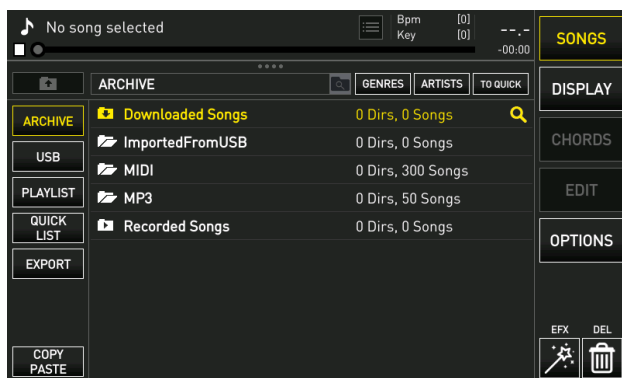 No song selected
Bpm [0]
Key [0]
--.-
-00:00
SONGS
ARCHIVE
GENRES
ARTISTS
TO QUICK
DISPLAY
ARCHIVE
Downloaded Songs 0 Dirs, 0 Songs
ImportedFromUSB 0 Dirs, 0 Songs
CHORDS
USB
MIDI 0 Dirs, 300 Songs
PLAYLIST
MP3 0 Dirs, 50 Songs
EDIT
QUICK
LIST
Recorded Songs 0 Dirs, 0 Songs
OPTIONS
EXPORT
EFX
DEL
COPY
PASTE